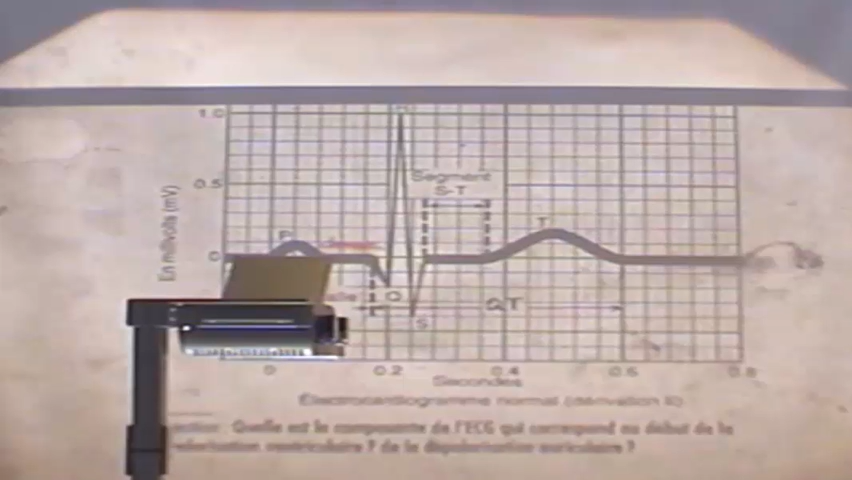 1.0
R
Segment
S-T
0.5
En millivolts (mV)
P
T
0
Q
QT
S
0 0.2 0.4 0.6 0.8
Secondes
Électrocardiogramme normal (dérivation II)
Quelle est la composante de l'ECG qui correspond au début de la
ventriculaire ? de la dépolarisation auriculaire ?